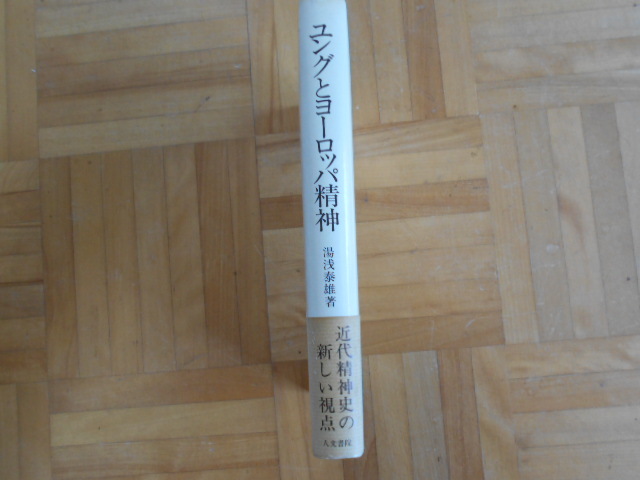 ユングとヨーロッパ精神
湯浅泰雄著
近代精神史の
新しい視点
人文書院